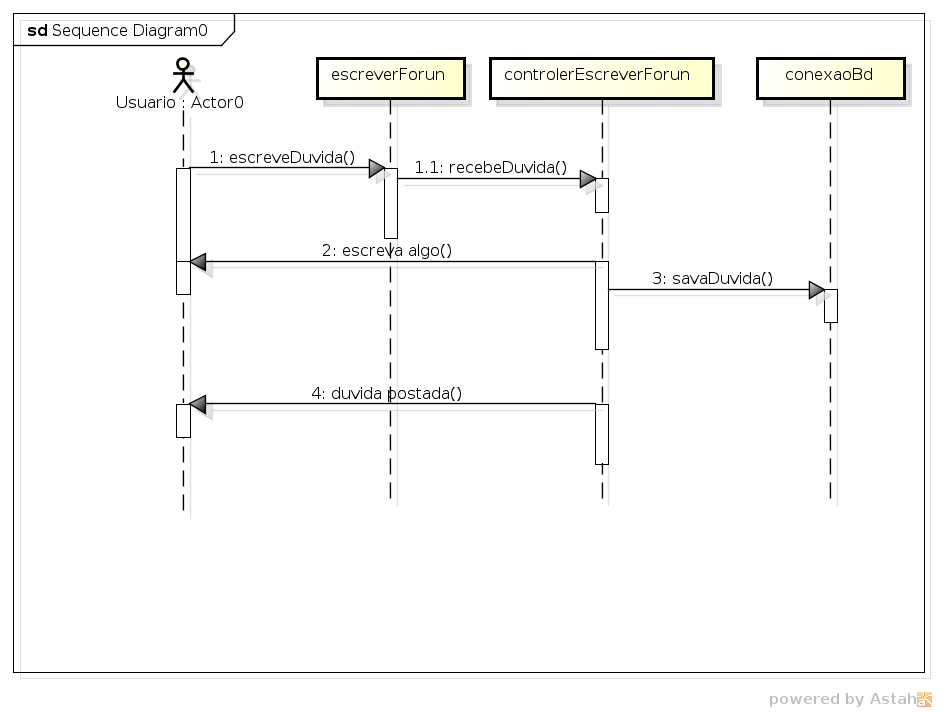 sd Sequence Diagram0
escreverForun
controlerEscreverForun
conexaoBd
Usuario : Actor0
1: escreveDuvida()
1.1: recebeDuvida()
2: escreva algo()
3: savaDuvida()
4: duvida postada()
powered by Astah